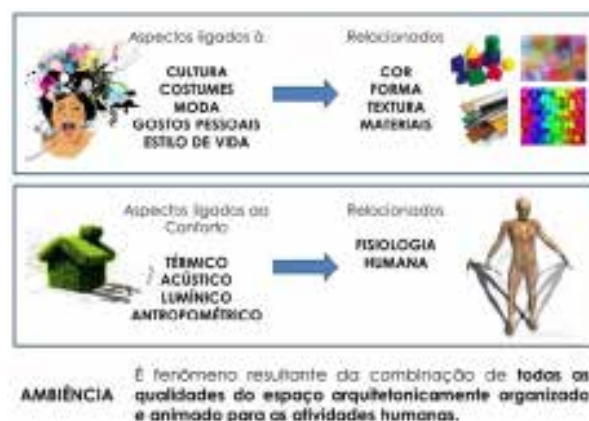 Aspectos ligados à:
CULTURA
COSTUMES
MODA
GOSTOS PESSOAIS
ESTILO DE VIDA
Relacionados
COR
FORMA
TEXTURA
MATERIAIS
Aspectos ligados ao
Conforto
TÉRMICO
ACÚSTICO
LUMÍNICO
ANTROPOMÉTRICO
Relacionados
FISIOLOGIA
HUMANA
AMBIÊNCIA
É fenômeno resultante da combinação de todas as
qualidades do espaço arquitetonicamente organizado
e animado para as atividades humanas.